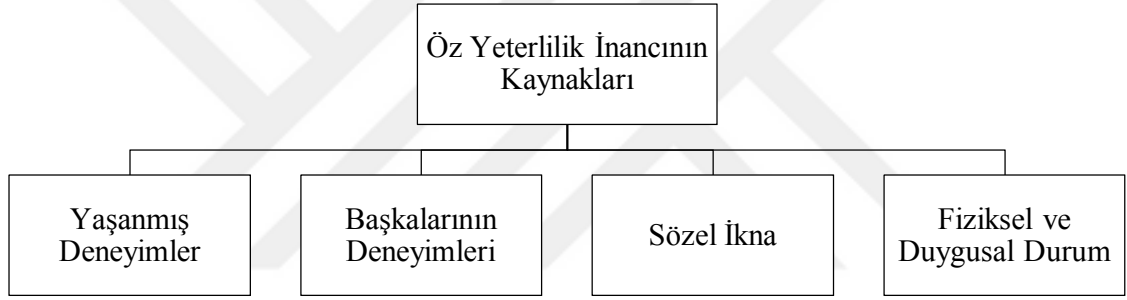 Öz Yeterlilik İnancının
Kaynakları
Yaşanmış
Deneyimler
Başkalarının
Deneyimleri
Sözel İkna
Fiziksel ve
Duygusal Durum